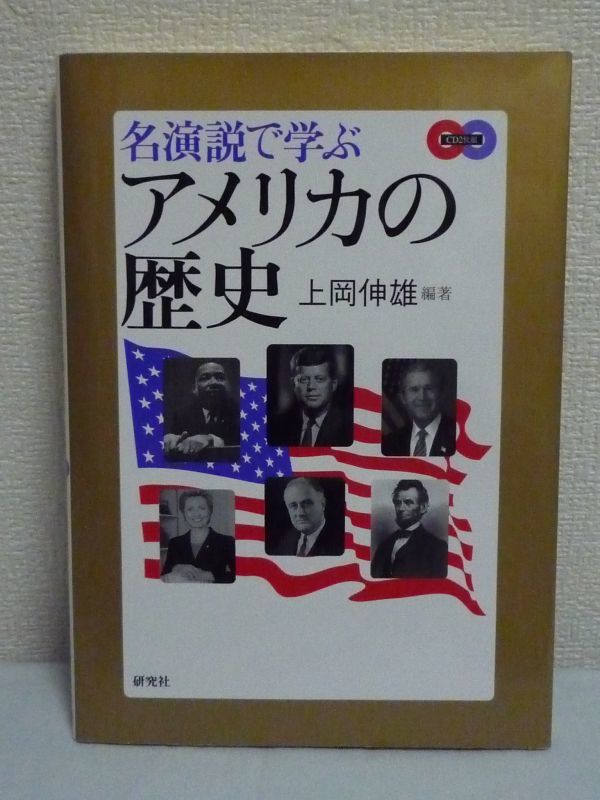 名演説で学ぶ
CD2枚組
アメリカの
歴史
上岡伸雄 編著
研究社